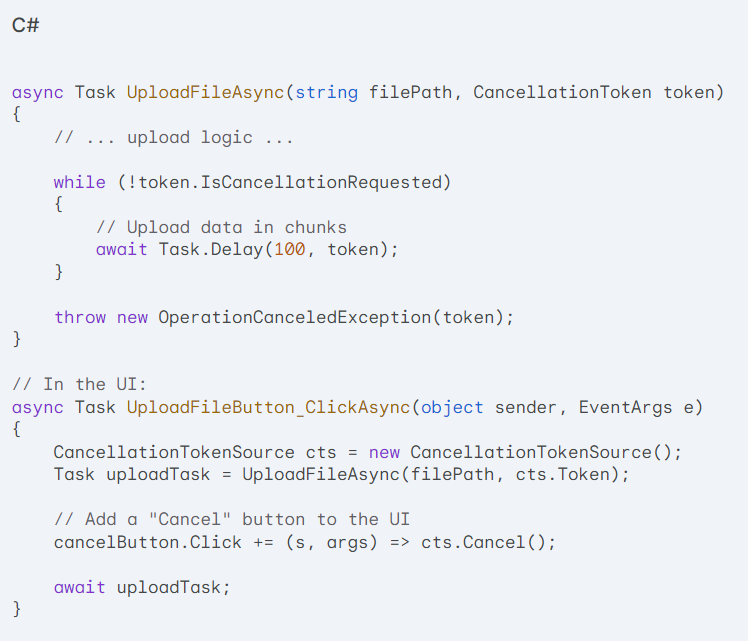 C#
async Task UploadFileAsync(string filePath, CancellationToken token)
{
    // ... upload logic ...
    while (!token.IsCancellationRequested)
    {
        // Upload data in chunks
        await Task.Delay(100, token);
    }
    throw new OperationCanceledException(token);
}
// In the UI:
async Task UploadFileButton_ClickAsync(object sender, EventArgs e)
{
    CancellationTokenSource cts = new CancellationTokenSource();
    Task uploadTask = UploadFileAsync(filePath, cts.Token);
    // Add a "Cancel" button to the UI
    cancelButton.Click += (s, args) => cts.Cancel();
    await uploadTask;
}